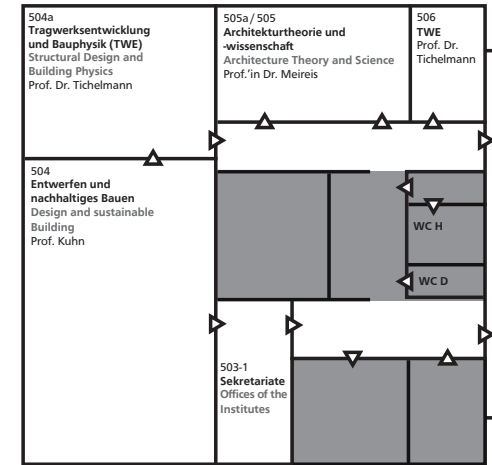 504a
Tragwerksentwicklung
und Bauphysik (TWE)
Structural Design and
Building Physics
Prof. Dr. Tichelmann
505a / 505
Architekturtheorie und
-wissenschaft
Architecture Theory and Science
Prof.'in Dr. Meireis
506
TWE
Prof. Dr.
Tichelmann
504
Entwerfen und
nachhaltiges Bauen
Design and sustainable
Building
Prof. Kuhn
WC H
WC D
503-1
Sekretariate
Offices of the
Institutes